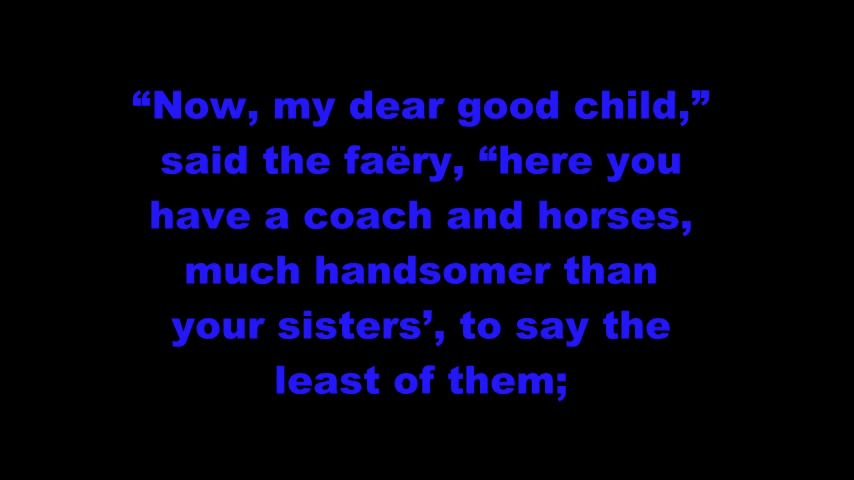 “Now, my dear good child,”
said the faëry, “here you
have a coach and horses,
much handsomer than
your sisters’, to say the
least of them;